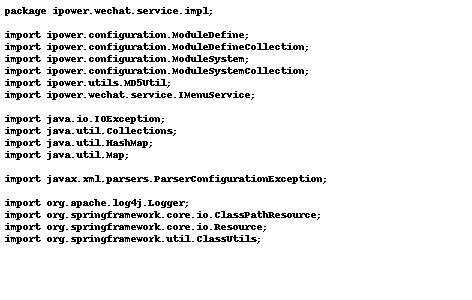 package ipower.wechat.service.impl;
import ipower.configuration.ModuleDefine;
import ipower.configuration.ModuleDefineCollection;
import ipower.configuration.ModuleSystem;
import ipower.configuration.ModuleSystemCollection;
import ipower.utils.MD5Util;
import ipower.wechat.service.IMenuService;
import java.io.IOException;
import java.util.Collections;
import java.util.HashMap;
import java.util.Map;
import javax.xml.parsers.ParserConfigurationException;
import org.apache.log4j.Logger;
import org.springframework.core.io.ClassPathResource;
import org.springframework.core.io.Resource;
import org.springframework.util.ClassUtils;